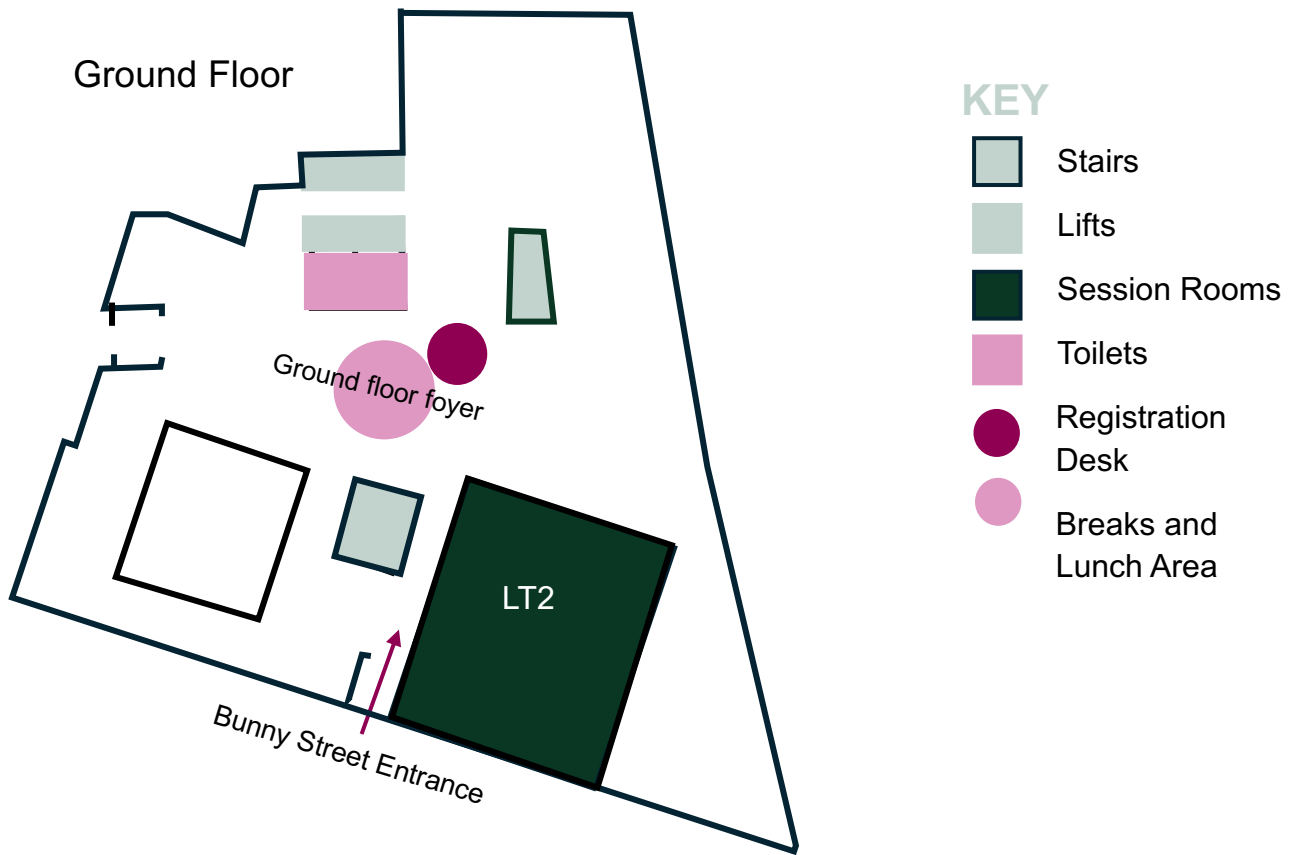 Ground Floor
KEY
Stairs
Lifts
Session Rooms
Toilets
Registration
Desk
Breaks and
Lunch Area
Ground floor foyer
LT2
Bunny Street Entrance